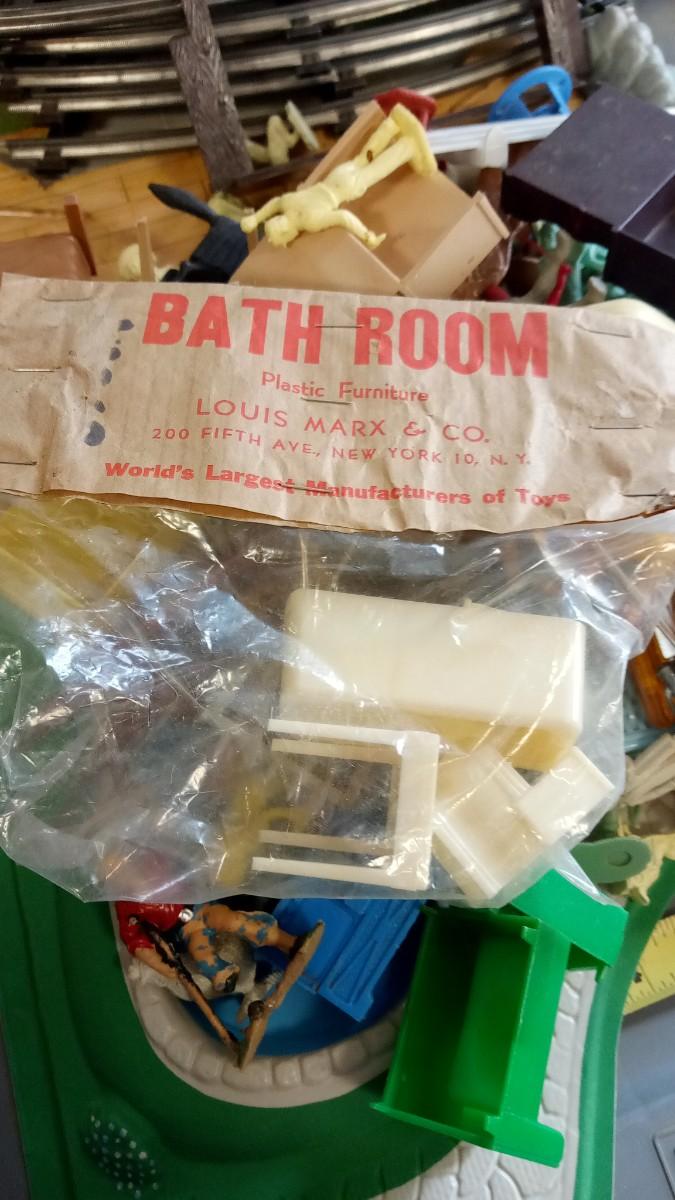 BATH ROOM
Plastic Furniture
LOUIS MARX & CO.
200 FIFTH AVE., NEW YORK 10, N. Y.
World's Largest Manufacturers of Toys